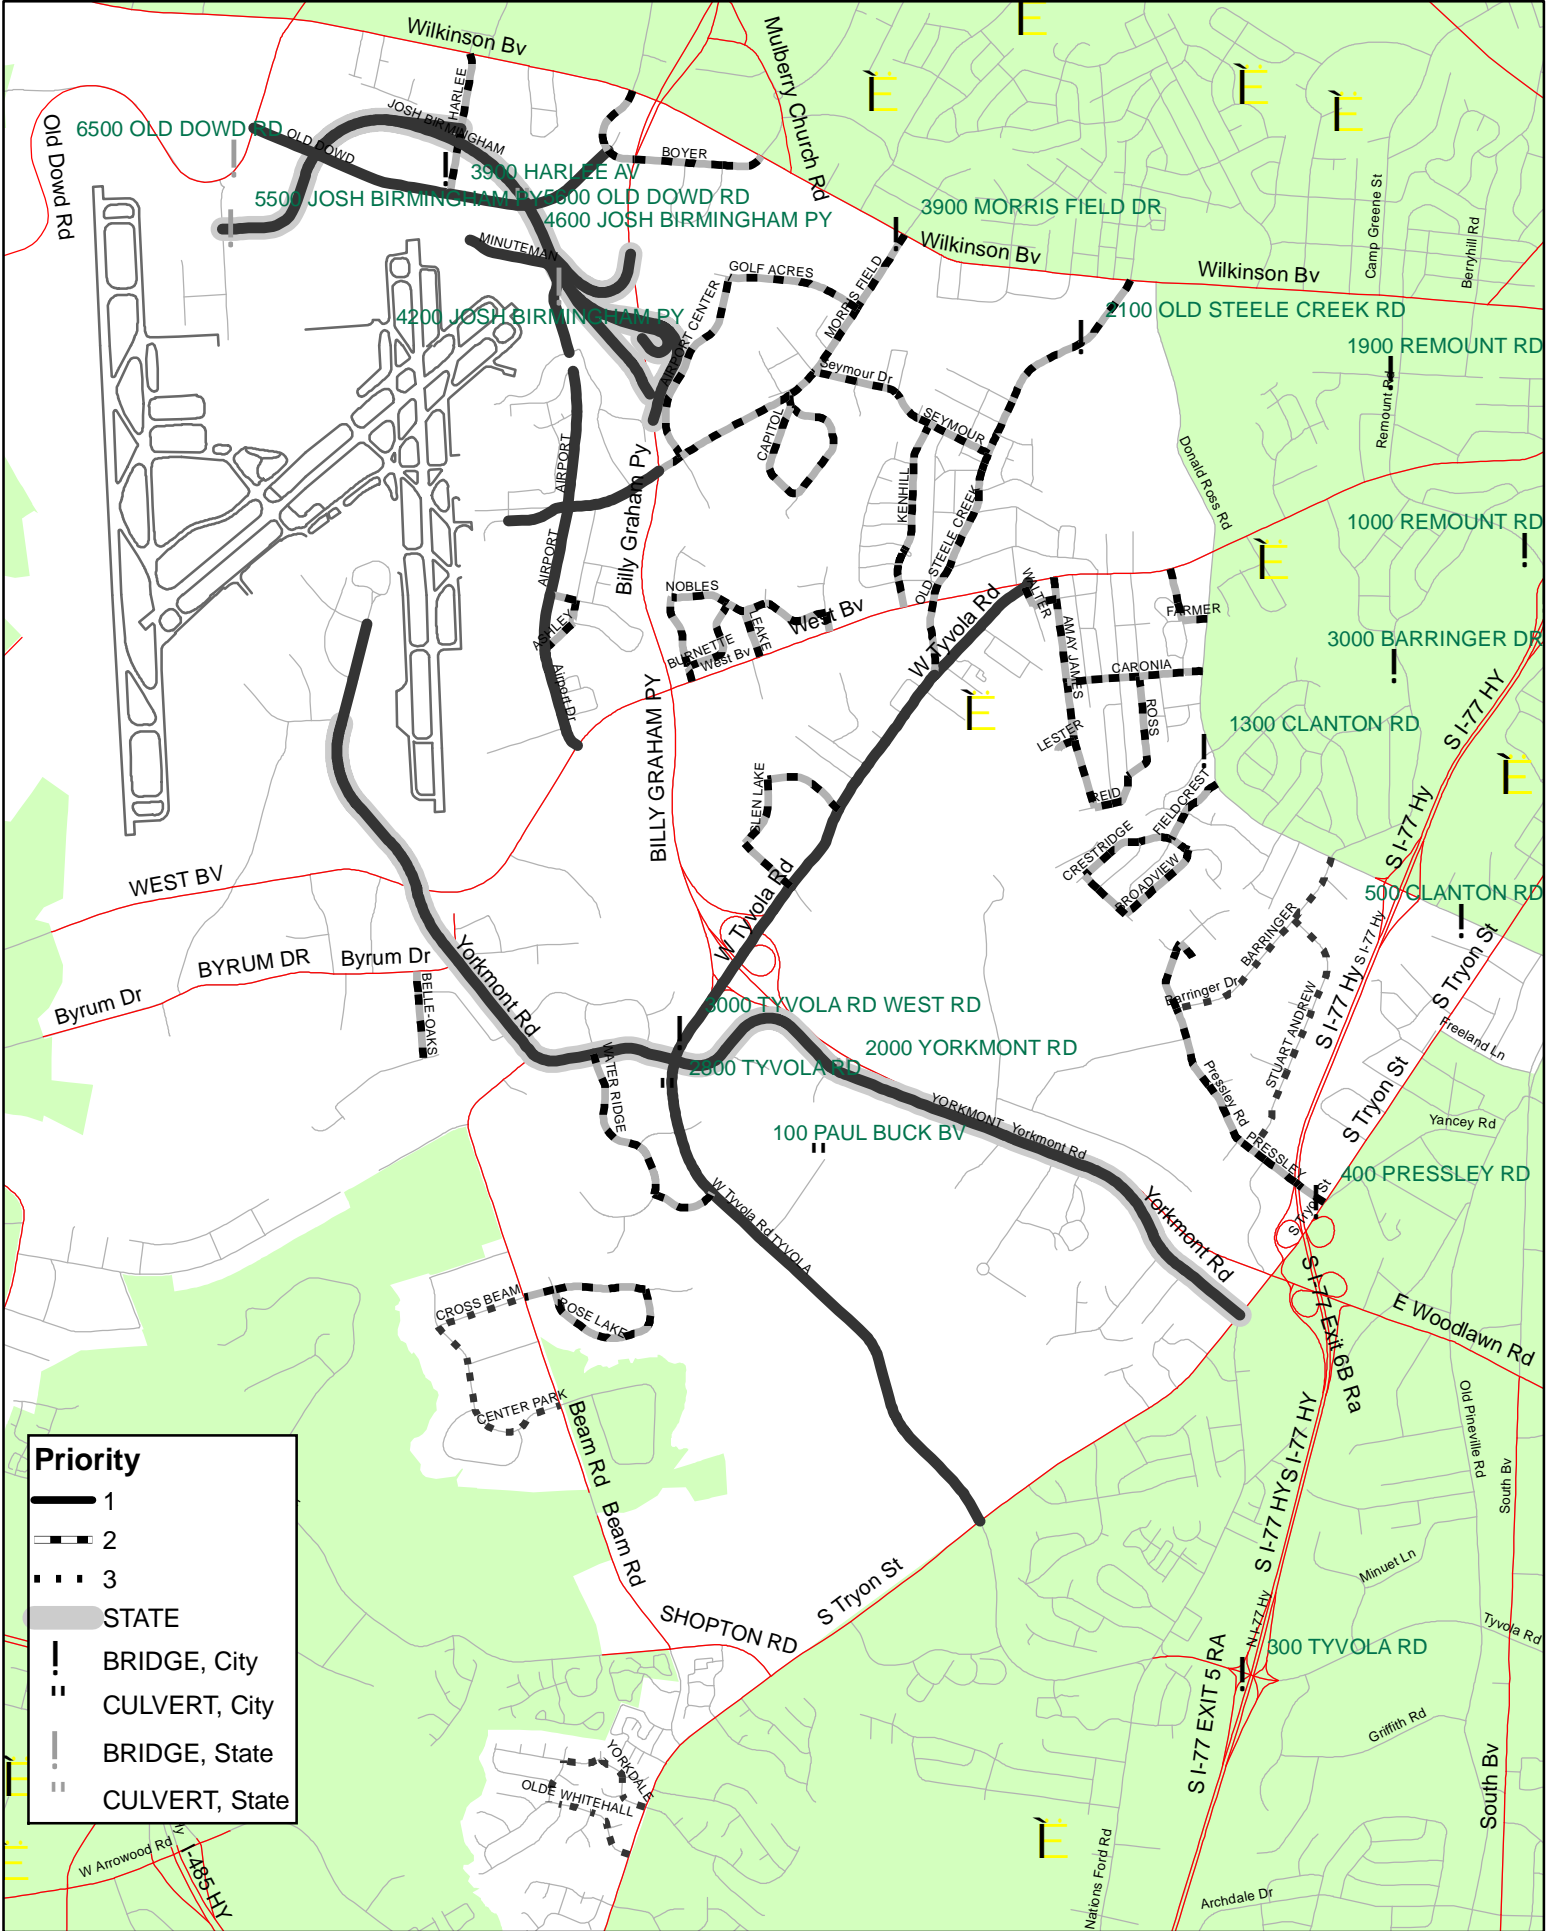 Wilkinson Bv
Mulberry Church Rd
HARLEE
JOSH BIRMINGHAM
6500 OLD DOWD RD
OLD DOWD
Old Dowd Rd
BOYER
3900 HARLEE AV
5500 JOSH BIRMINGHAM PY
5600 OLD DOWD RD
4600 JOSH BIRMINGHAM PY
3900 MORRIS FIELD DR
Camp Greene St
Berryhill Rd
MINUTEMAN
Wilkinson Bv
Wilkinson Bv
GOLF ACRES
MORRIS FIELD
AIRPORT CENTER
4200 JOSH BIRMINGHAM PY
2100 OLD STEELE CREEK RD
1900 REMOUNT RD
Remount Rd
Seymour Dr
SEYMOUR
CAPITOL
AIRPORT
Billy Graham Py
KENHILL
OLD STEELE CREEK
Donald Ross Rd
1000 REMOUNT RD
AIRPORT
NOBLES
ASHLEY
BURNETTE
LEAKE
West Bv
West Bv
W Tyvola Rd
WALTER
AMAY JAMES
FARMER
CARONIA
ROSS
3000 BARRINGER DR
Airport Dr
BILLY GRAHAM PY
LESTER
REID
1300 CLANTON RD
S I-77 HY
GLEN LAKE
FIELDCREST
CRESTRIDGE
BROADVIEW
S I-77 Hy
WEST BV
W Tyvola Rd
500 CLANTON RD
BARRINGER
S I-77 Hy
BYRUM DR
Byrum Dr
Byrum Dr
Yorkmont Rd
BELLE-OAKS
Barringer Dr
S I-77 Hy
S Tryon St
STUART ANDREW
Freeland Ln
3000 TYVOLA RD WEST RD
2000 YORKMONT RD
2800 TYVOLA RD
WATER RIDGE
YORKMONT
Yorkmont Rd
100 PAUL BUCK BV
Pressley Rd
PRESSLEY
S Tryon St
Yancey Rd
400 PRESSLEY RD
S Tryon St
W Tyvola Rd
TYVOLA
Yorkmont Rd
S I-77 Exit 6B Ra
E Woodlawn Rd
CROSS BEAM
ROSE LAKE
CENTER PARK
Beam Rd
Beam Rd
Old Pineville Rd
South Bv
S I-77 HY
S I-77 HY
Minuet Ln
Tyvola Rd
S Tryon St
SHOPTON RD
N I-77 Hy
300 TYVOLA RD
S I-77 EXIT 5 RA
Griffith Rd
South Bv
YORKDALE
OLDE WHITEHALL
Nations Ford Rd
Archdale Dr
W Arrowood Rd
Hy
I-485 HY
Priority
1
2
3
STATE
BRIDGE, City
CULVERT, City
BRIDGE, State
CULVERT, State